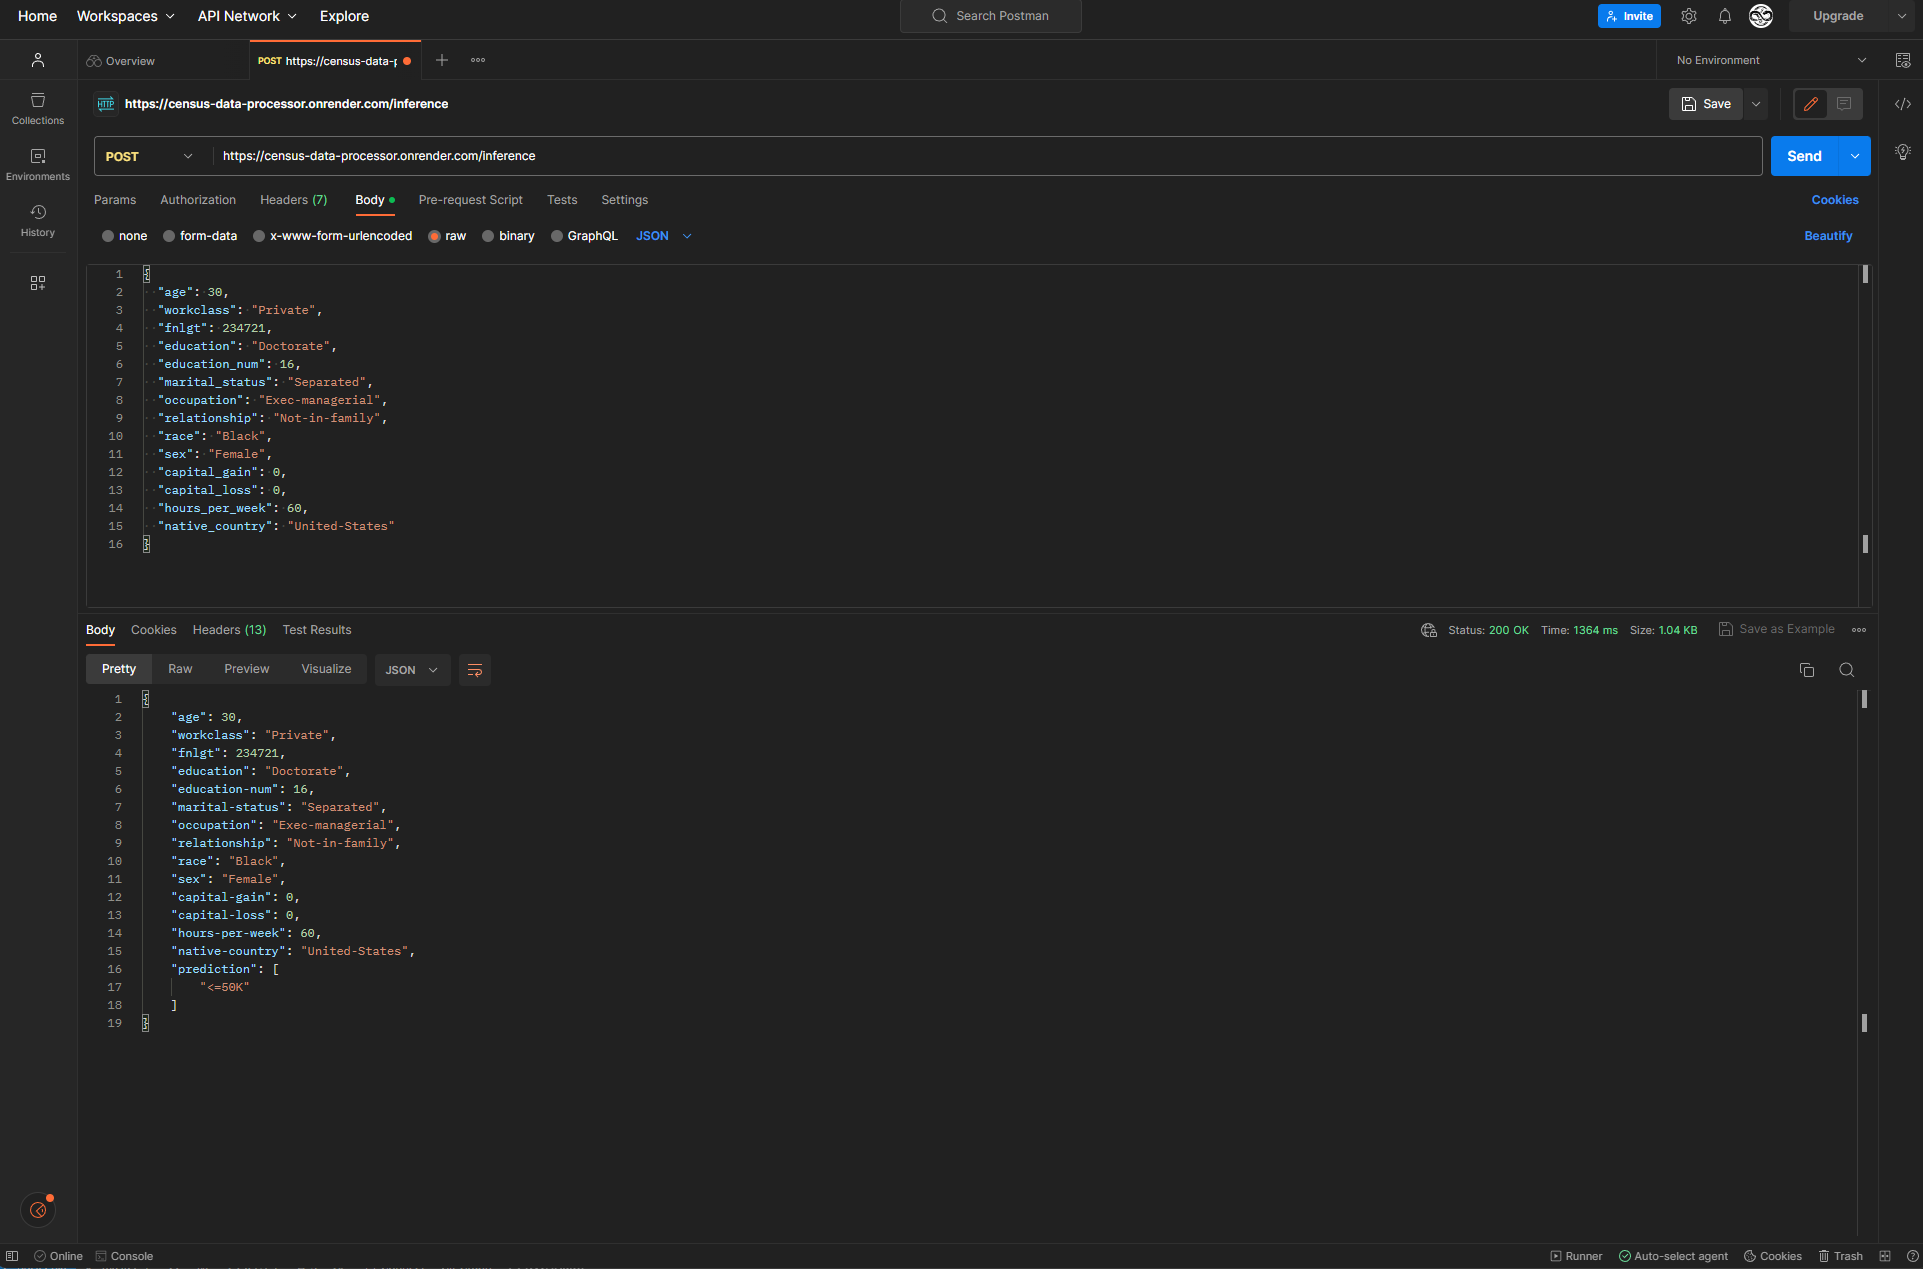 Home Workspaces API Network Explore Search Postman Invite Upgrade
Overview POST https://census-data-p No Environment
HTTP https://census-data-processor.onrender.com/inference Save
POST https://census-data-processor.onrender.com/inference Send
Collections
Environments
History
Params Authorization Headers (7) Body Pre-request Script Tests Settings Cookies
none form-data x-www-form-urlencoded raw binary GraphQL JSON Beautify
1 {
2 "age": 30,
3 "workclass": "Private",
4 "fnlgt": 234721,
5 "education": "Doctorate",
6 "education_num": 16,
7 "marital_status": "Separated",
8 "occupation": "Exec-managerial",
9 "relationship": "Not-in-family",
10 "race": "Black",
11 "sex": "Female",
12 "capital_gain": 0,
13 "capital_loss": 0,
14 "hours_per_week": 60,
15 "native_country": "United-States"
16 }
Body Cookies Headers (13) Test Results Status: 200 OK Time: 1364 ms Size: 1.04 KB Save as Example
Pretty Raw Preview Visualize JSON
1 {
2 "age": 30,
3 "workclass": "Private",
4 "fnlgt": 234721,
5 "education": "Doctorate",
6 "education-num": 16,
7 "marital-status": "Separated",
8 "occupation": "Exec-managerial",
9 "relationship": "Not-in-family",
10 "race": "Black",
11 "sex": "Female",
12 "capital-gain": 0,
13 "capital-loss": 0,
14 "hours-per-week": 60,
15 "native-country": "United-States",
16 "prediction": [
17 "<=50K"
18 ]
19 }
Online Console Runner Auto-select agent Cookies Trash